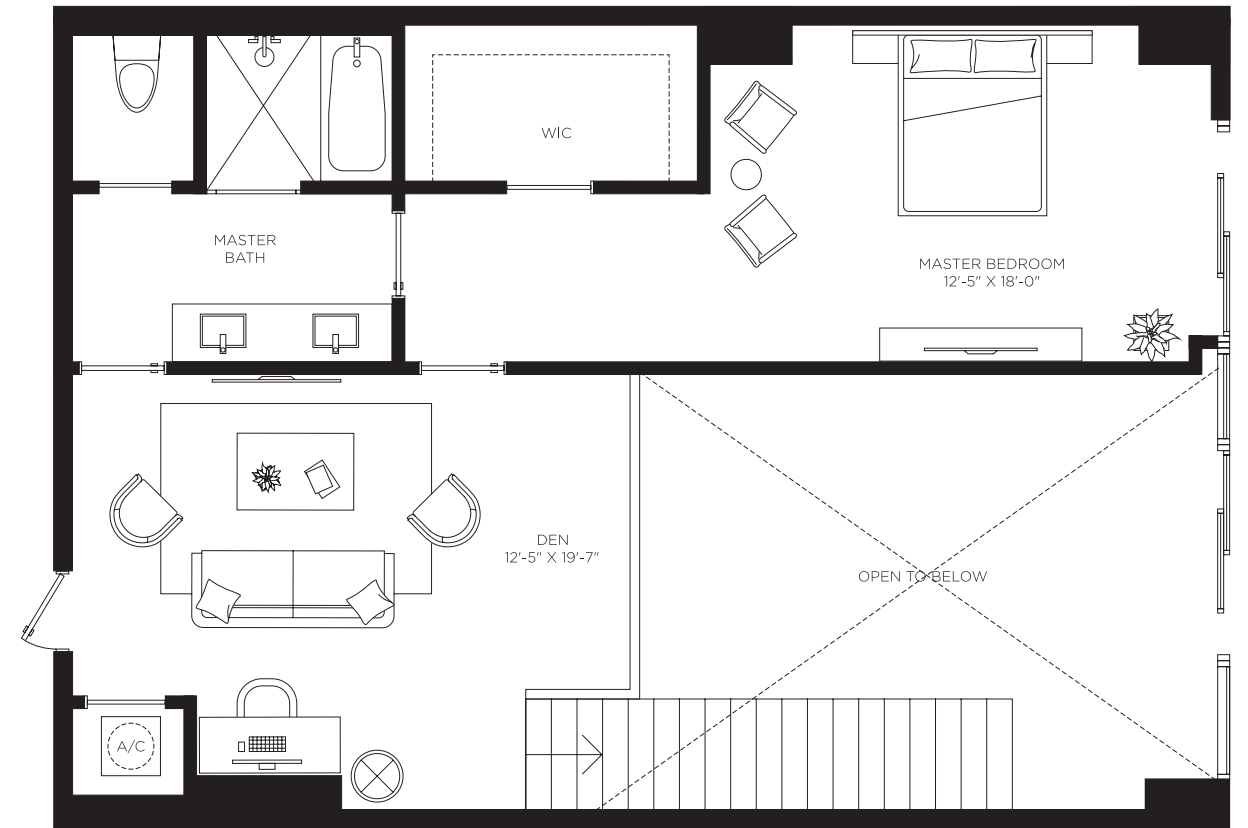 WIC
MASTER
BATH
MASTER BEDROOM
12'-5" X 18'-0"
DEN
12'-5" X 19'-7"
OPEN TO BELOW
A/C